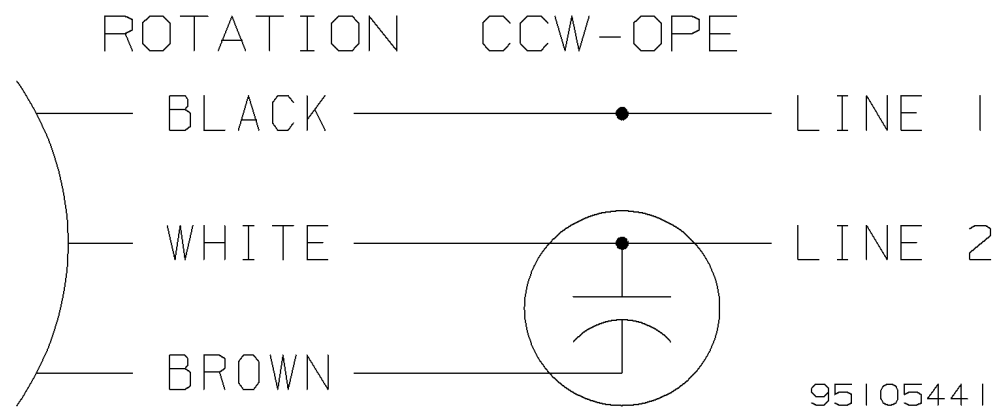 ROTATION CCW-OPE
BLACK LINE 1
WHITE LINE 2
BROWN
95105441